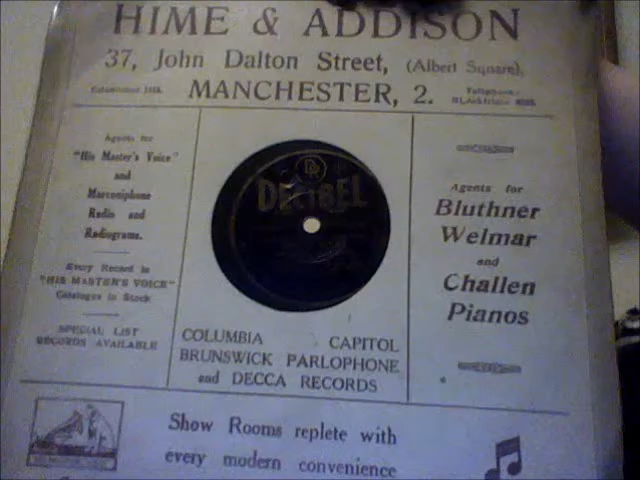 HIME & ADDISON
37, John Dalton Street, (Albert Square),
MANCHESTER, 2.
Agents for
"His Master's Voice"
and
Marconiphone
Radio and
Radiograms.
Every Record in
"HIS MASTER'S VOICE"
Catalogue in Stock
SPECIAL LIST
RECORDS AVAILABLE
DECIBEL
COLUMBIA CAPITOL
BRUNSWICK PARLOPHONE
and DECCA RECORDS
Agents for
Bluthner
Welmar
and
Challen
Pianos
Show Rooms replete with
every modern convenience